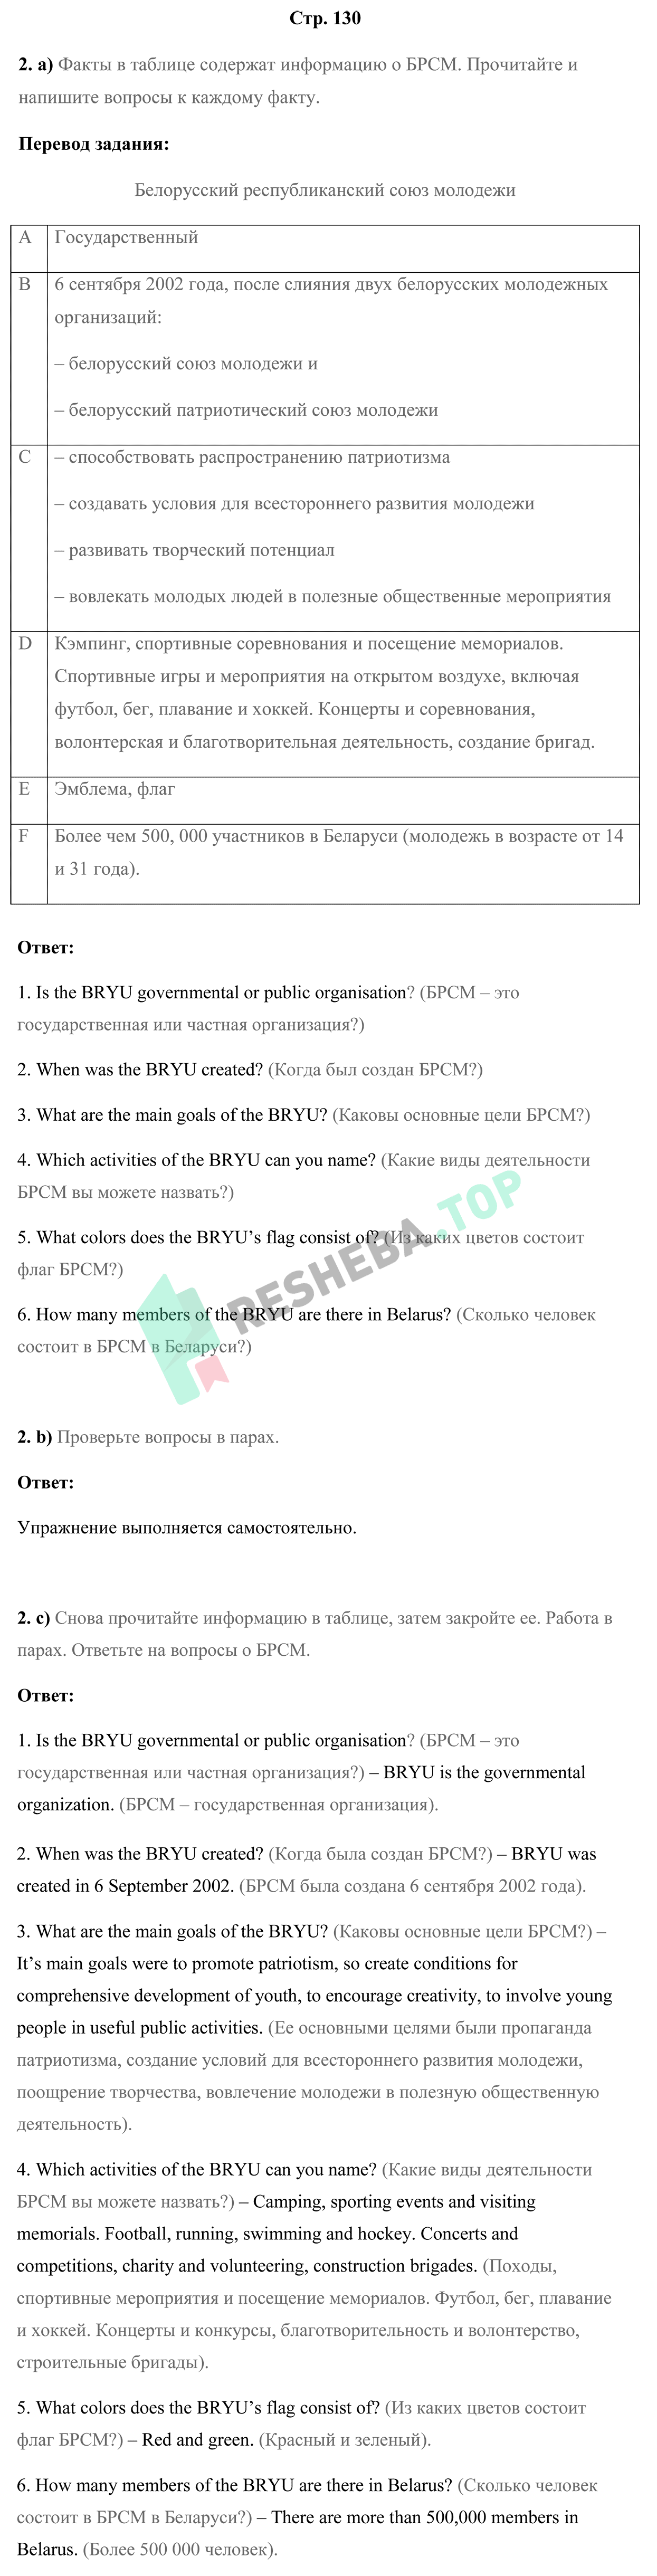 Стр. 130
2. a) Факты в таблице содержат информацию о БРСМ. Прочитайте и
напишите вопросы к каждому факту.
Перевод задания:
Белорусский республиканский союз молодежи
A Государственный
B 6 сентября 2002 года, после слияния двух белорусских молодежных
организаций:
– белорусский союз молодежи и
– белорусский патриотический союз молодежи
C – способствовать распространению патриотизма
– создавать условия для всестороннего развития молодежи
– развивать творческий потенциал
– вовлекать молодых людей в полезные общественные мероприятия
D Кэмпинг, спортивные соревнования и посещение мемориалов.
Спортивные игры и мероприятия на открытом воздухе, включая
футбол, бег, плавание и хоккей. Концерты и соревнования,
волонтерская и благотворительная деятельность, создание бригад.
E Эмблема, флаг
F Более чем 500, 000 участников в Беларуси (молодежь в возрасте от 14
и 31 года).
Ответ:
1. Is the BRYU governmental or public organisation? (БРСМ – это
государственная или частная организация?)
2. When was the BRYU created? (Когда был создан БРСМ?)
3. What are the main goals of the BRYU? (Каковы основные цели БРСМ?)
4. Which activities of the BRYU can you name? (Какие виды деятельности
БРСМ вы можете назвать?)
5. What colors does the BRYU’s flag consist of? (Из каких цветов состоит
флаг БРСМ?)
6. How many members of the BRYU are there in Belarus? (Сколько человек
состоит в БРСМ в Беларуси?)
RESHEBA.TOP
2. b) Проверьте вопросы в парах.
Ответ:
Упражнение выполняется самостоятельно.
2. c) Снова прочитайте информацию в таблице, затем закройте ее. Работа в
парах. Ответьте на вопросы о БРСМ.
Ответ:
1. Is the BRYU governmental or public organisation? (БРСМ – это
государственная или частная организация?) – BRYU is the governmental
organization. (БРСМ – государственная организация).
2. When was the BRYU created? (Когда была создан БРСМ?) – BRYU was
created in 6 September 2002. (БРСМ была создана 6 сентября 2002 года).
3. What are the main goals of the BRYU? (Каковы основные цели БРСМ?) –
It’s main goals were to promote patriotism, so create conditions for
comprehensive development of youth, to encourage creativity, to involve young
people in useful public activities. (Ее основными целями были пропаганда
патриотизма, создание условий для всестороннего развития молодежи,
поощрение творчества, вовлечение молодежи в полезную общественную
деятельность).
4. Which activities of the BRYU can you name? (Какие виды деятельности
БРСМ вы можете назвать?) – Camping, sporting events and visiting
memorials. Football, running, swimming and hockey. Concerts and
competitions, charity and volunteering, construction brigades. (Походы,
спортивные мероприятия и посещение мемориалов. Футбол, бег, плавание
и хоккей. Концерты и конкурсы, благотворительность и волонтерство,
строительные бригады).
5. What colors does the BRYU’s flag consist of? (Из каких цветов состоит
флаг БРСМ?) – Red and green. (Красный и зеленый).
6. How many members of the BRYU are there in Belarus? (Сколько человек
состоит в БРСМ в Беларуси?) – There are more than 500,000 members in
Belarus. (Более 500 000 человек).